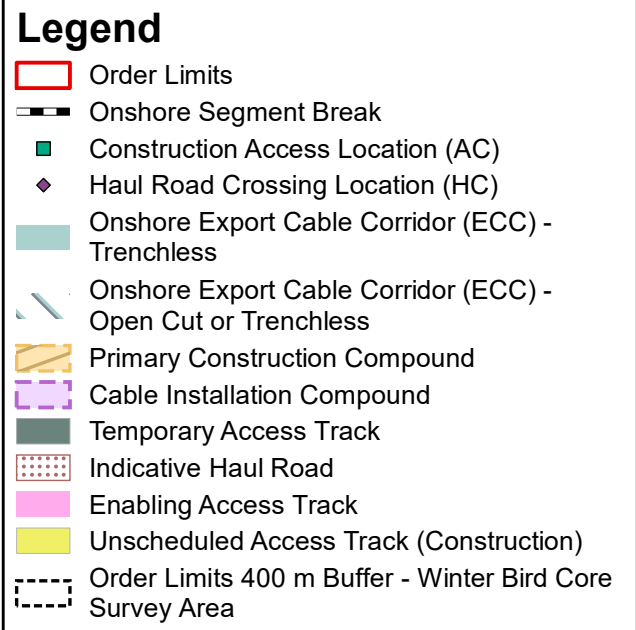 Legend
Order Limits
Onshore Segment Break
Construction Access Location (AC)
Haul Road Crossing Location (HC)
Onshore Export Cable Corridor (ECC) -
Trenchless
Onshore Export Cable Corridor (ECC) -
Open Cut or Trenchless
Primary Construction Compound
Cable Installation Compound
Temporary Access Track
Indicative Haul Road
Enabling Access Track
Unscheduled Access Track (Construction)
Order Limits 400 m Buffer - Winter Bird Core
Survey Area